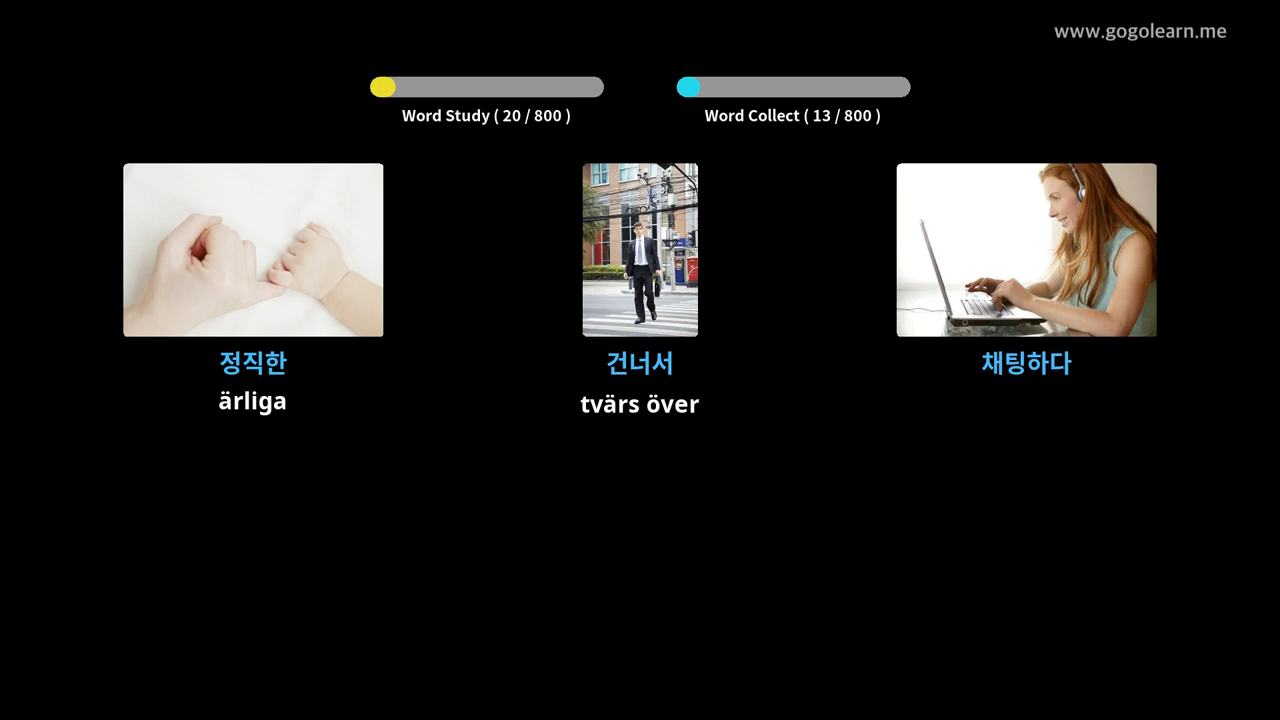 www.gogolearn.me
Word Study ( 20 / 800 )
Word Collect ( 13 / 800 )
정직한
건너서
채팅하다
ärliga
tvärs över